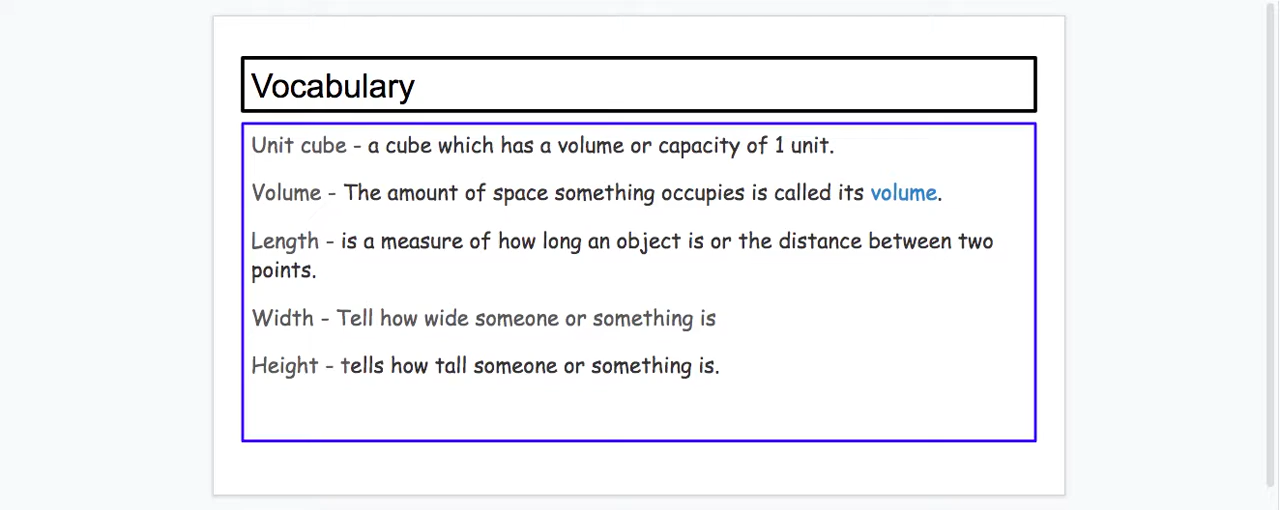 Vocabulary
Unit cube - a cube which has a volume or capacity of 1 unit.
Volume - The amount of space something occupies is called its volume.
Length - is a measure of how long an object is or the distance between two
points.
Width - Tell how wide someone or something is
Height - tells how tall someone or something is.